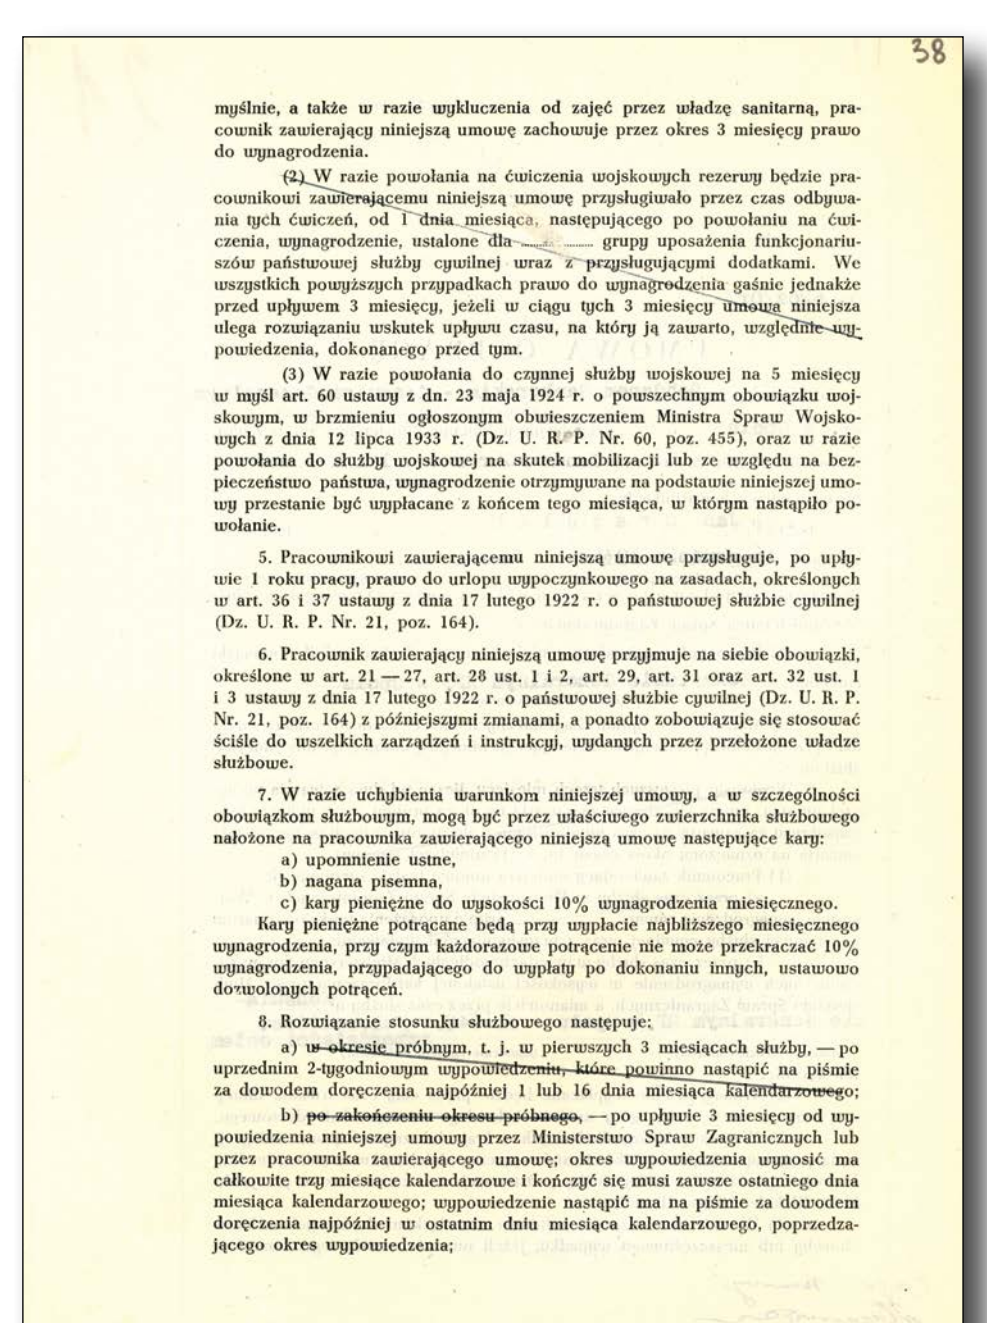 38
myślnie, a także w razie wykluczenia od zajęć przez władzę sanitarną, pra-
cownik zawierający niniejszą umowę zachowuje przez okres 3 miesięcy prawo
do wynagrodzenia.
(2) W razie powołania na ćwiczenia wojskowych rezerwy będzie pra-
cownikowi zawierającemu niniejszą umowę przysługiwało przez czas odbywa-
nia tych ćwiczeń, od 1 dnia miesiąca, następującego po powołaniu na ćwi-
czenia, wynagrodzenie, ustalone dla ........ ........ grupy uposażenia funkcjonariu-
szów państwowej służby cywilnej wraz z przysługującymi dodatkami. We
wszystkich powyższych przypadkach prawo do wynagrodzenia gaśnie jednakże
przed upływem 3 miesięcy, jeżeli w ciągu tych 3 miesięcy umowa niniejsza
ulega rozwiązaniu wskutek upływu czasu, na który ją zawarto, względnie wy-
powiedzenia, dokonanego przed tym.
(3) W razie powołania do czynnej służby wojskowej na 5 miesięcy
w myśl art. 60 ustawy z dn. 23 maja 1924 r. o powszechnym obowiązku woj-
skowym, w brzmieniu ogłoszonym obwieszczeniem Ministra Spraw Wojsko-
wych z dnia 12 lipca 1933 r. (Dz. U. R. P. Nr. 60, poz. 455), oraz w razie
powołania do służby wojskowej na skutek mobilizacji lub ze względu na bez-
pieczeństwo państwa, wynagrodzenie otrzymywane na podstawie niniejszej umo-
wy przestanie być wypłacane z końcem tego miesiąca, w którym nastąpiło po-
wołanie.
5. Pracownikowi zawierającemu niniejszą umowę przysługuje, po upły-
wie 1 roku pracy, prawo do urlopu wypoczynkowego na zasadach, określonych
w art. 36 i 37 ustawy z dnia 17 lutego 1922 r. o państwowej służbie cywilnej
(Dz. U. R. P. Nr. 21, poz. 164).
6. Pracownik zawierający niniejszą umowę przyjmuje na siebie obowiązki,
określone w art. 21 — 27, art. 28 ust. 1 i 2, art. 29, art. 31 oraz art. 32 ust. 1
i 3 ustawy z dnia 17 lutego 1922 r. o państwowej służbie cywilnej (Dz. U. R. P.
Nr. 21, poz. 164) z późniejszymi zmianami, a ponadto zobowiązuje się stosować
ściśle do wszelkich zarządzeń i instrukcyj, wydanych przez przełożone władze
służbowe.
7. W razie uchybienia warunkom niniejszej umowy, a w szczególności
obowiązkom służbowym, mogą być przez właściwego zwierzchnika służbowego
nałożone na pracownika zawierającego niniejszą umowę następujące kary:
a) upomnienie ustne,
b) nagana pisemna,
c) kary pieniężne do wysokości 10% wynagrodzenia miesięcznego.
Kary pieniężne potrącane będą przy wypłacie najbliższego miesięcznego
wynagrodzenia, przy czym każdorazowe potrącenie nie może przekraczać 10%
wynagrodzenia, przypadającego do wypłaty po dokonaniu innych, ustawowo
dozwolonych potrąceń.
8. Rozwiązanie stosunku służbowego następuje:
a) w okresie próbnym, t. j. w pierwszych 3 miesiącach służby, — po
uprzednim 2-tygodniowym wypowiedzeniu, które powinno nastąpić na piśmie
za dowodem doręczenia najpóźniej 1 lub 16 dnia miesiąca kalendarzowego;
b) po zakończeniu okresu próbnego, — po upływie 3 miesięcy od wy-
powiedzenia niniejszej umowy przez Ministerstwo Spraw Zagranicznych lub
przez pracownika zawierającego umowę; okres wypowiedzenia wynosić ma
całkowite trzy miesiące kalendarzowe i kończyć się musi zawsze ostatniego dnia
miesiąca kalendarzowego; wypowiedzenie nastąpić ma na piśmie za dowodem
doręczenia najpóźniej w ostatnim dniu miesiąca kalendarzowego, poprzedza-
jącego okres wypowiedzenia;